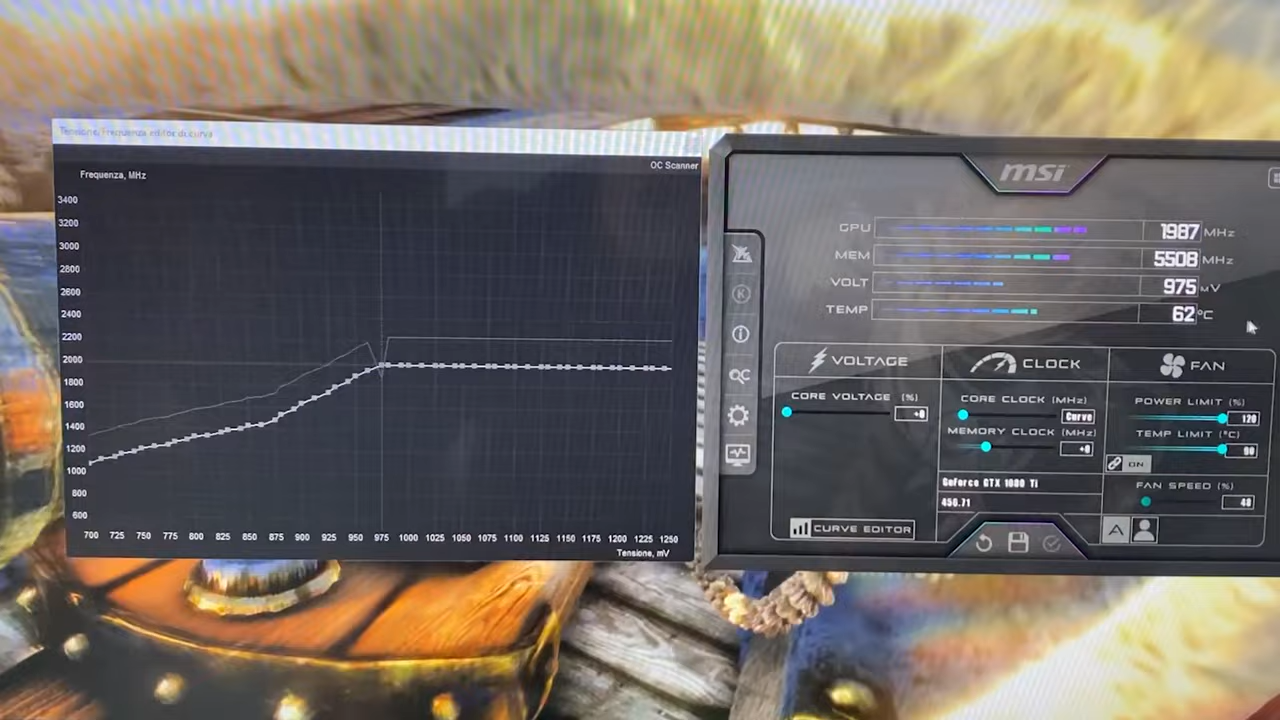 Tensione/Frequenza editor di curva
OC Scanner
Frequenza, MHz
3400
3200
3000
2800
2600
2400
2200
2000
1800
1600
1400
1200
1000
800
600
700 725 750 775 800 825 850 875 900 925 950 975 1000 1025 1050 1075 1100 1125 1150 1175 1200 1225 1250
Tensione, mV
msi
GPU 1987 MHz
MEM 5508 MHz
VOLT 975 mV
TEMP 62 °C
K
i
OC
VOLTAGE
CORE VOLTAGE (%)
+0
CLOCK
CORE CLOCK (MHz)
Curve
MEMORY CLOCK (MHz)
+0
GeForce GTX 1080 Ti
456.71
FAN
POWER LIMIT (%)
120
TEMP LIMIT (°C)
90
ON
FAN SPEED (%)
48
A
CURVE EDITOR